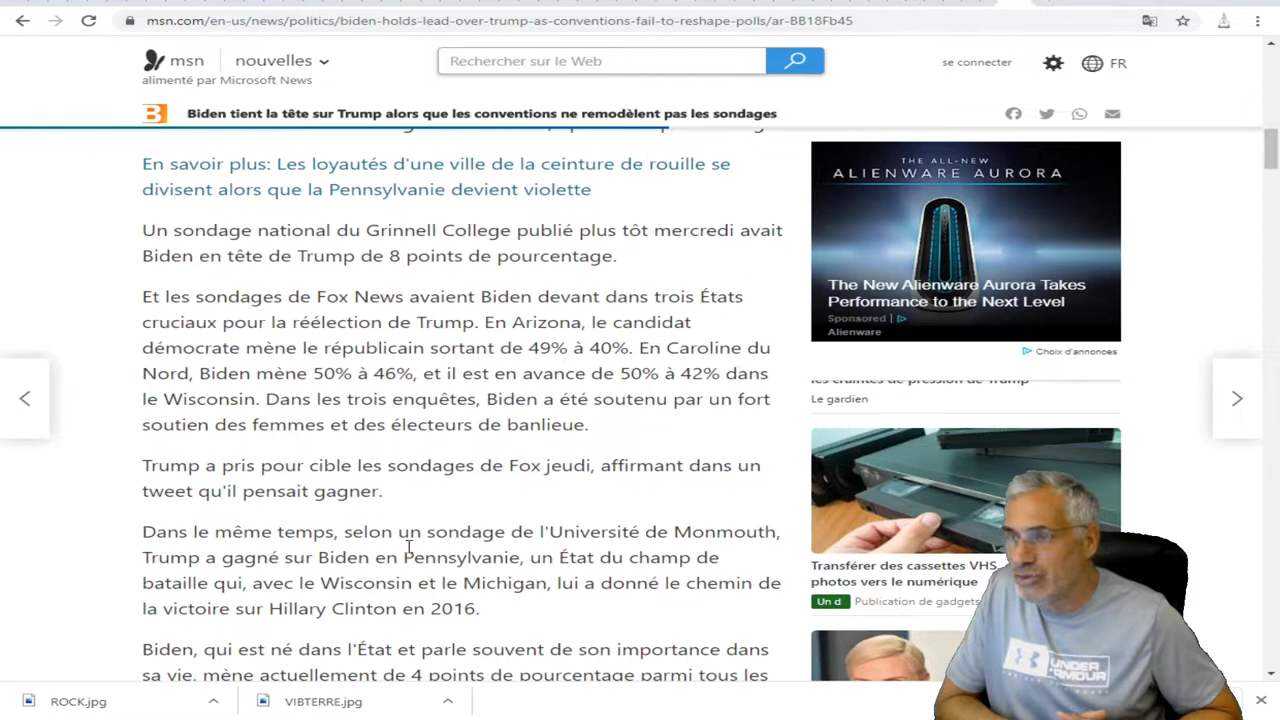 msn.com/en-us/news/politics/biden-holds-lead-over-trump-as-conventions-fail-to-reshape-polls/ar-BB18Fb45
msn
nouvelles
alimenté par Microsoft News
Rechercher sur le Web
se connecter
FR
Biden tient la tête sur Trump alors que les conventions ne remodèlent pas les sondages
En savoir plus: Les loyautés d'une ville de la ceinture de rouille se
divisent alors que la Pennsylvanie devient violette
Un sondage national du Grinnell College publié plus tôt mercredi avait
Biden en tête de Trump de 8 points de pourcentage.
Et les sondages de Fox News avaient Biden devant dans trois États
cruciaux pour la réélection de Trump. En Arizona, le candidat
démocrate mène le républicain sortant de 49% à 40%. En Caroline du
Nord, Biden mène 50% à 46%, et il est en avance de 50% à 42% dans
le Wisconsin. Dans les trois enquêtes, Biden a été soutenu par un fort
soutien des femmes et des électeurs de banlieue.
Trump a pris pour cible les sondages de Fox jeudi, affirmant dans un
tweet qu'il pensait gagner.
Dans le même temps, selon un sondage de l'Université de Monmouth,
Trump a gagné sur Biden en Pennsylvanie, un État du champ de
bataille qui, avec le Wisconsin et le Michigan, lui a donné le chemin de
la victoire sur Hillary Clinton en 2016.
Biden, qui est né dans l'État et parle souvent de son importance dans
sa vie, mène actuellement de 4 points de pourcentage parmi tous les
THE ALL-NEW
ALIENWARE AURORA
The New Alienware Aurora Takes
Performance to the Next Level
Sponsored
Alienware
Choix d'annonces
les craintes de pression de Trump
Le gardien
Transférer des cassettes VHS
photos vers le numérique
Un d
Publication de gadgets
UNDER
ARMOUR
ROCK.jpg
VIBTERRE.jpg